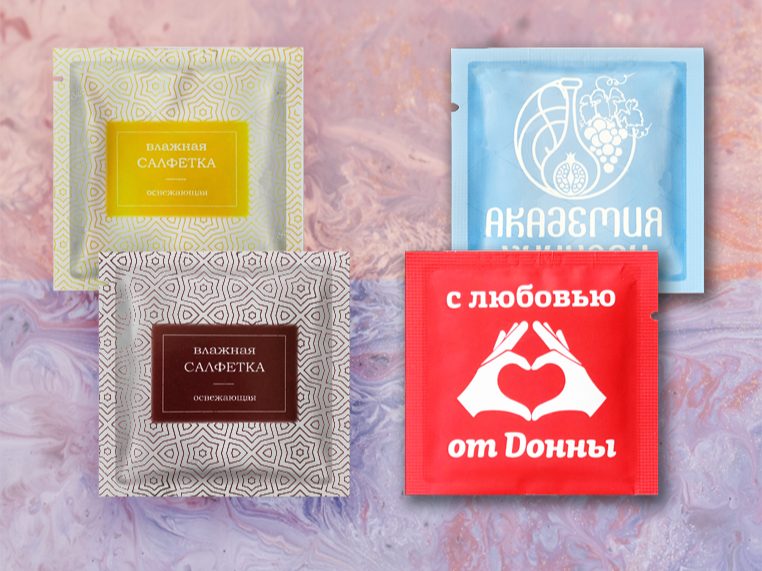 влажная
САЛФЕТКА
освежающая
АКАДЕМИЯ
влажная
САЛФЕТКА
освежающая
с любовью
от Донны